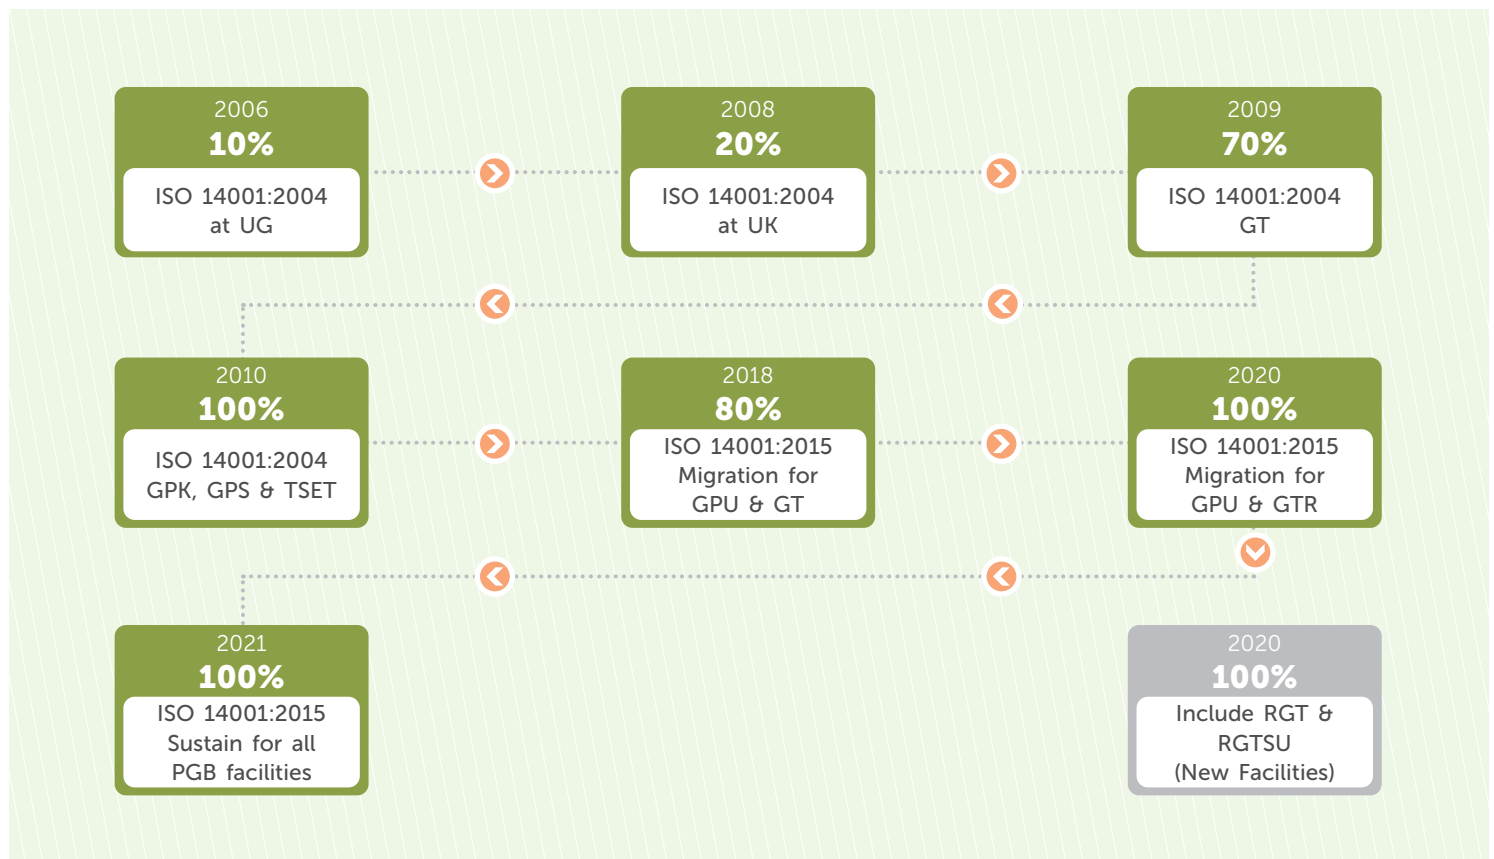 2006
10%
ISO 14001:2004
at UG
2008
20%
ISO 14001:2004
at UK
2009
70%
ISO 14001:2004
GT
2010
100%
ISO 14001:2004
GPK, GPS & TSET
2018
80%
ISO 14001:2015
Migration for
GPU & GT
2020
100%
ISO 14001:2015
Migration for
GPU & GTR
2021
100%
ISO 14001:2015
Sustain for all
PGB facilities
2020
100%
Include RGT &
RGTSU
(New Facilities)